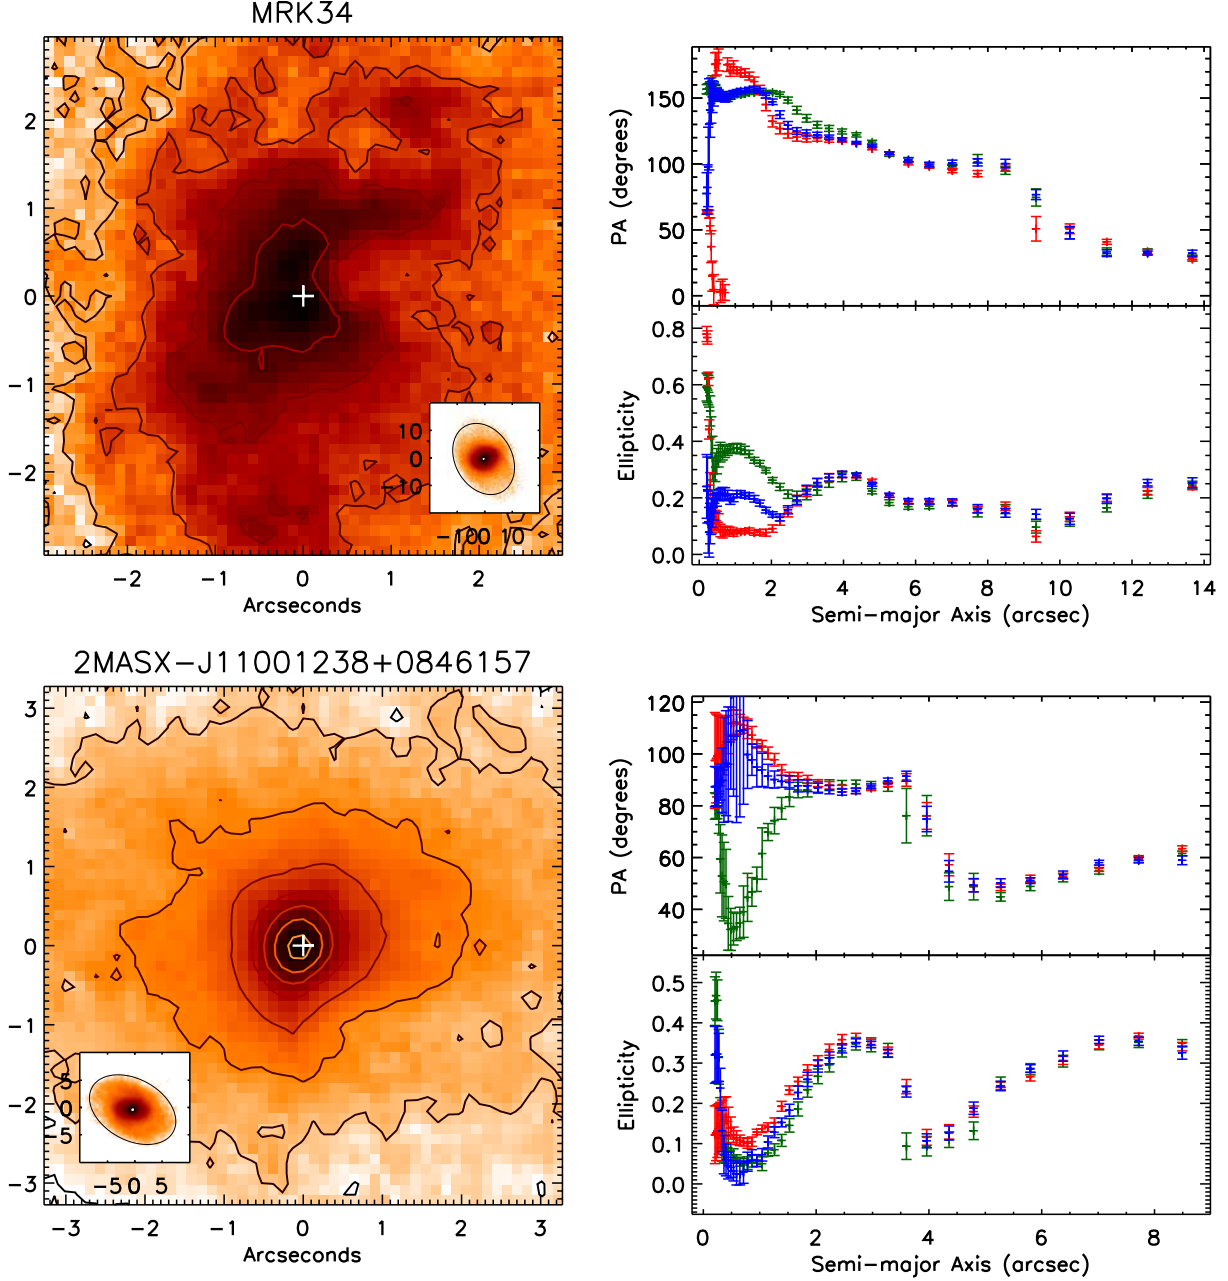 MRK34
2
1
0
−1
−2
−2 −1 0 1 2
Arcseconds
10
0
−10
−10 0 10
150
100
50
0
PA (degrees)
0.8
0.6
0.4
0.2
0.0
Ellipticity
0 2 4 6 8 10 12 14
Semi−major Axis (arcsec)
2MASX−J11001238+0846157
3
2
1
0
−1
−2
−3
−3 −2 −1 0 1 2 3
Arcseconds
5
0
−5
−5 0 5
120
100
80
60
40
PA (degrees)
0.5
0.4
0.3
0.2
0.1
0.0
Ellipticity
0 2 4 6 8
Semi−major Axis (arcsec)